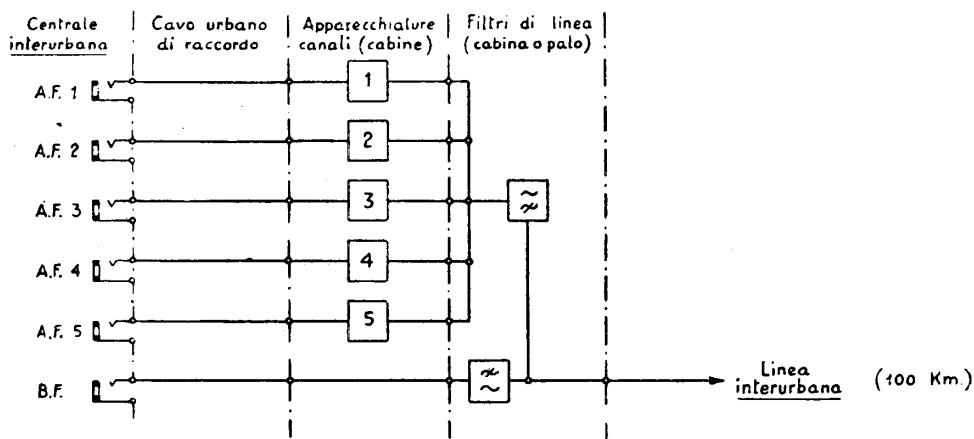 Centrale
interurbana
Cavo urbano
di raccordo
Apparecchiature
canali (cabine)
Filtri di linea
(cabina o palo)
A.F. 1
1
A.F. 2
2
A.F. 3
3
A.F. 4
4
A.F. 5
5
B.F.
Linea
interurbana
(100 Km.)